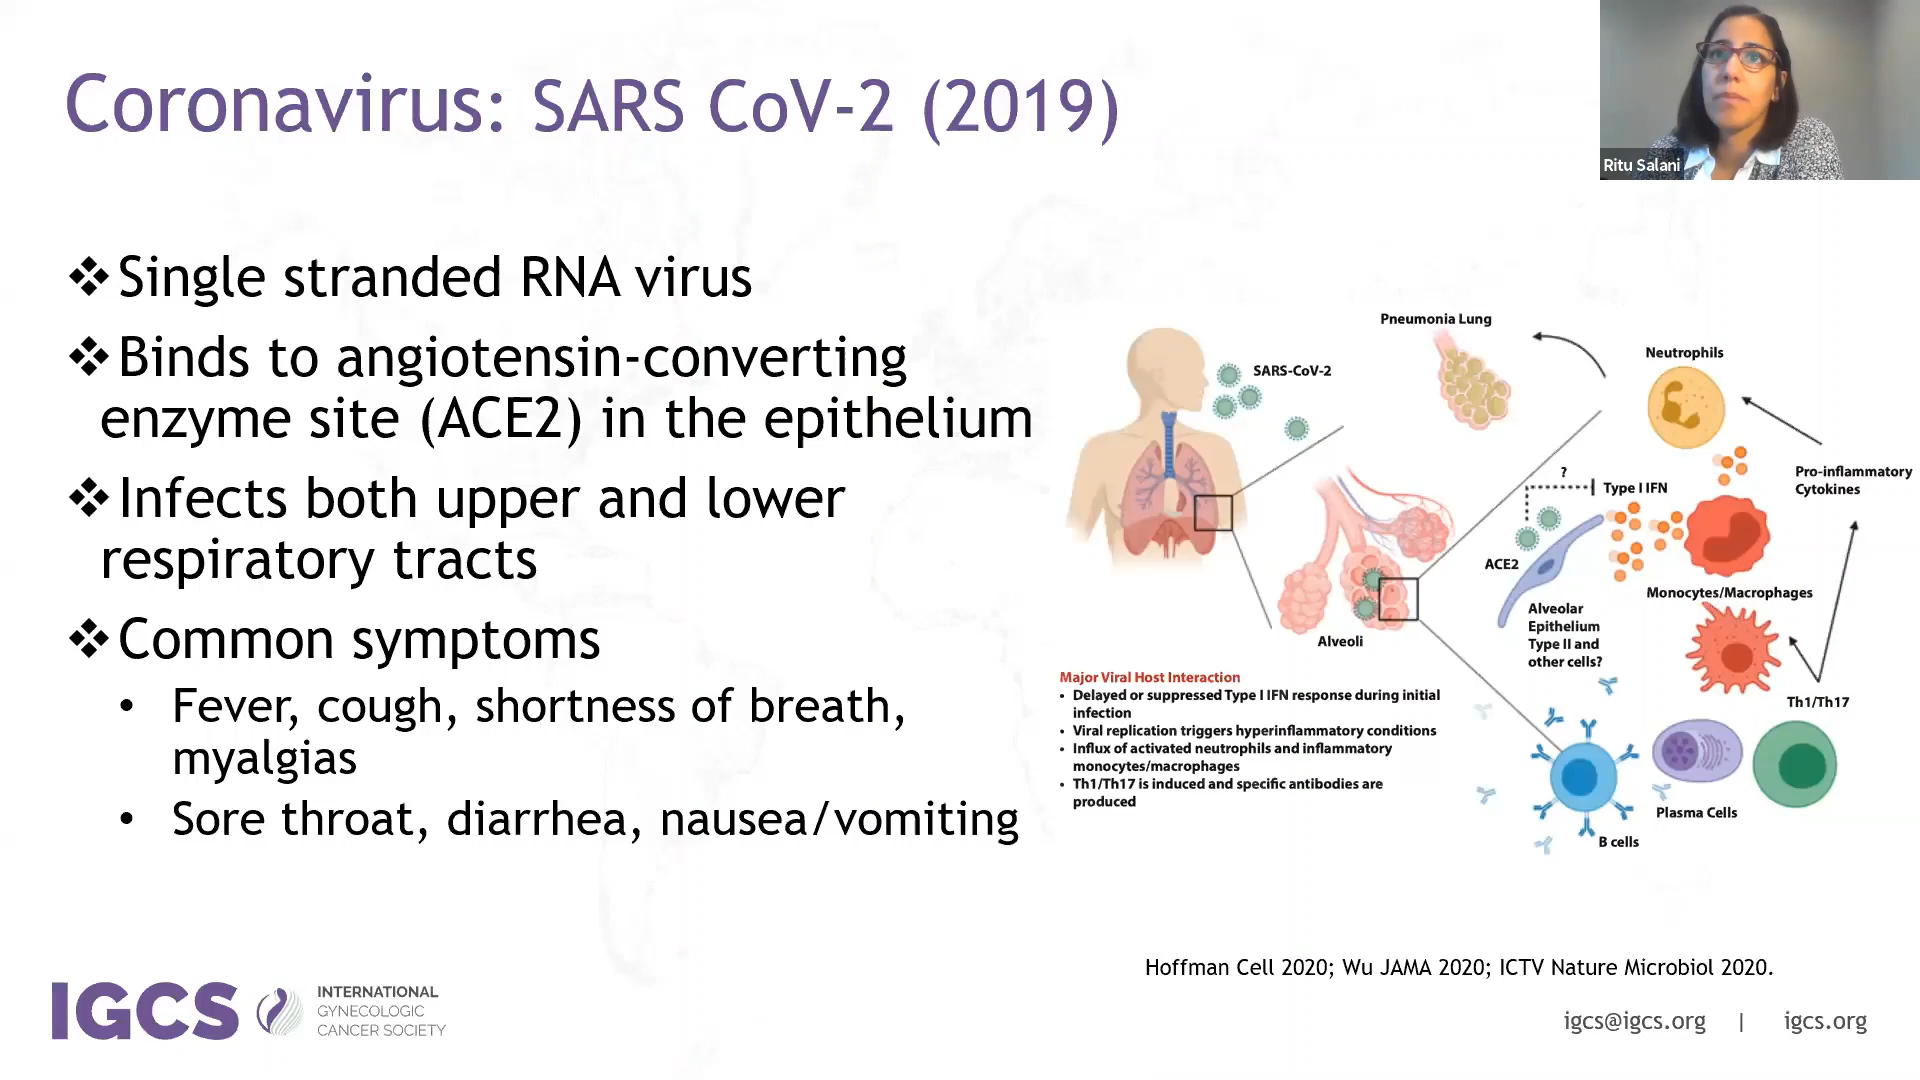 Coronavirus: SARS CoV-2 (2019)
Ritu Salani
❖Single stranded RNA virus
❖Binds to angiotensin-converting
enzyme site (ACE2) in the epithelium
❖Infects both upper and lower
respiratory tracts
❖Common symptoms
• Fever, cough, shortness of breath,
myalgias
• Sore throat, diarrhea, nausea/vomiting
Pneumonia Lung
SARS-CoV-2
Neutrophils
Pro-inflammatory
Cytokines
?
Type I IFN
ACE2
Monocytes/Macrophages
Alveolar
Epithelium
Type II and
other cells?
Alveoli
Th1/Th17
Plasma Cells
B cells
Major Viral Host Interaction
• Delayed or suppressed Type I IFN response during initial
infection
• Viral replication triggers hyperinflammatory conditions
• Influx of activated neutrophils and inflammatory
monocytes/macrophages
• Th1/Th17 is induced and specific antibodies are
produced
Hoffman Cell 2020; Wu JAMA 2020; ICTV Nature Microbiol 2020.
IGCS
INTERNATIONAL
GYNECOLOGIC
CANCER SOCIETY
igcs@igcs.org | igcs.org